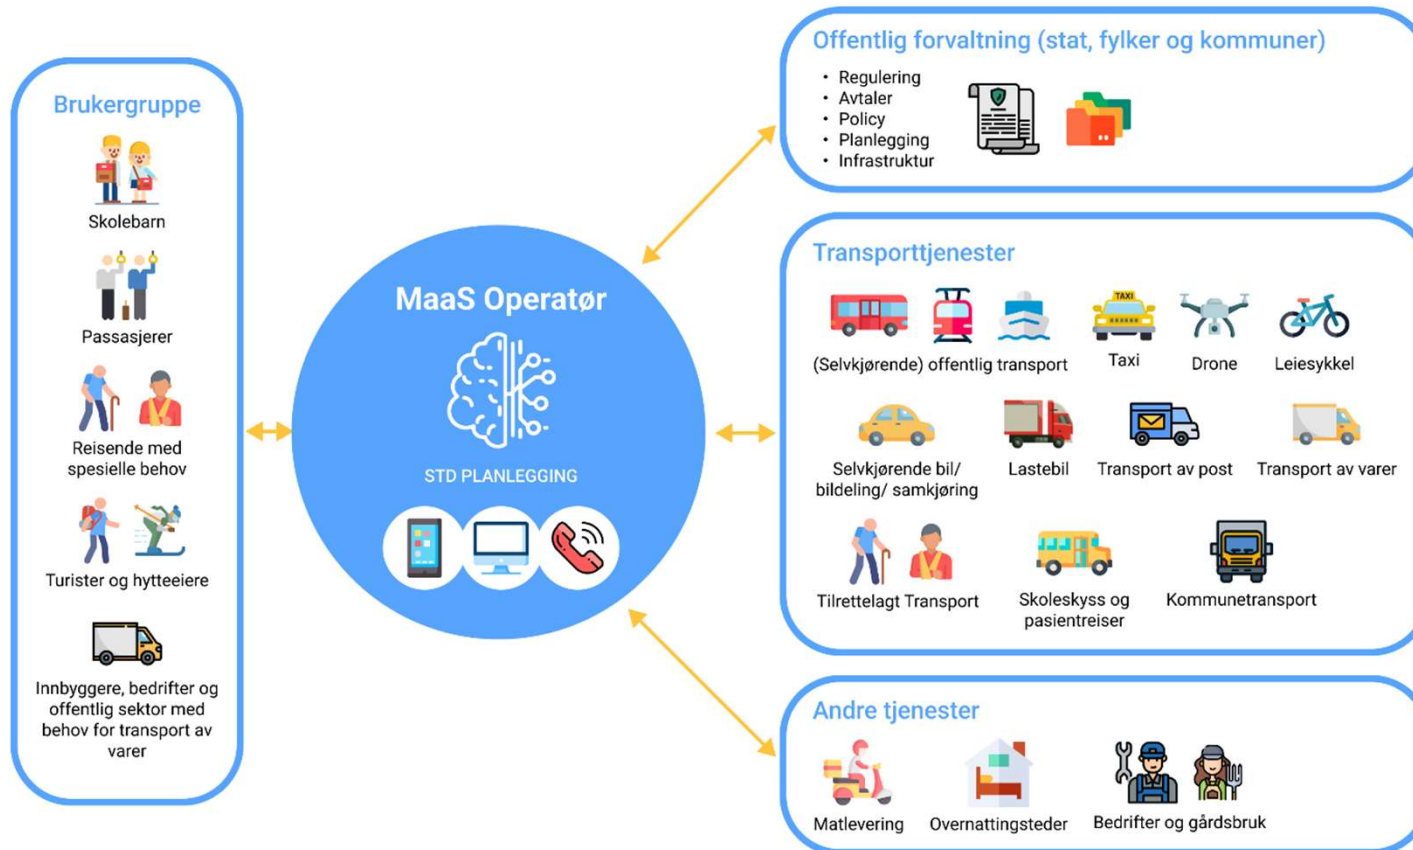 Brukergruppe
Skolebarn
Passasjerer
Reisende med
spesielle behov
Turister og hytteeiere
Innbyggere, bedrifter og
offentlig sektor med
behov for transport av
varer
MaaS Operatør
STD PLANLEGGING
Offentlig forvaltning (stat, fylker og kommuner)
• Regulering
• Avtaler
• Policy
• Planlegging
• Infrastruktur
Transporttjenester
(Selvkjørende) offentlig transport
TAXI
Taxi
Drone
Leiesykkel
Selvkjørende bil/
bildeling/ samkjøring
Lastebil
Transport av post
Transport av varer
Tilrettelagt Transport
Skoleskyss og
pasientreiser
Kommunetransport
Andre tjenester
Matlevering
Overnattingsteder
Bedrifter og gårdsbruk